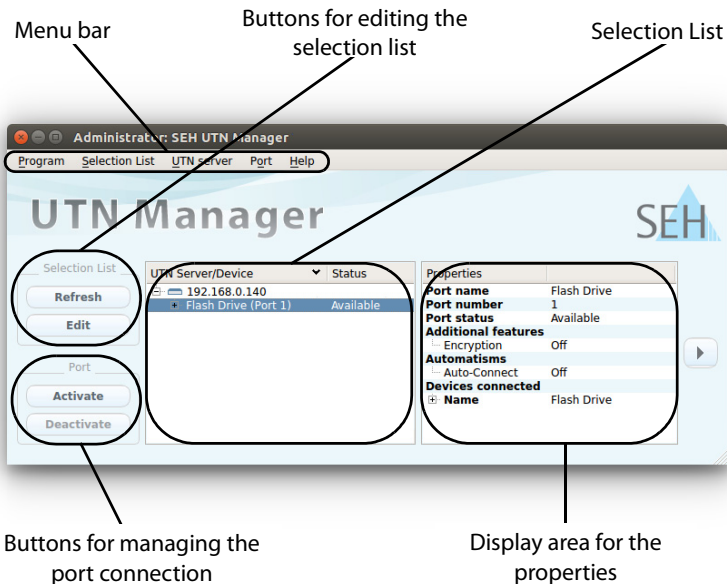 Menu bar
Buttons for editing the
selection list
Selection List
Administrator: SEH UTN Manager
Program Selection List UTN server Port Help
UTN Manager
SEH
Selection List
Refresh
Edit
Port
Activate
Deactivate
UTN Server/Device Status
192.168.0.140
Flash Drive (Port 1) Available
Properties
Port name Flash Drive
Port number 1
Port status Available
Additional features
Encryption Off
Automatisms
Auto-Connect Off
Devices connected
Name Flash Drive
Buttons for managing the
port connection
Display area for the
properties